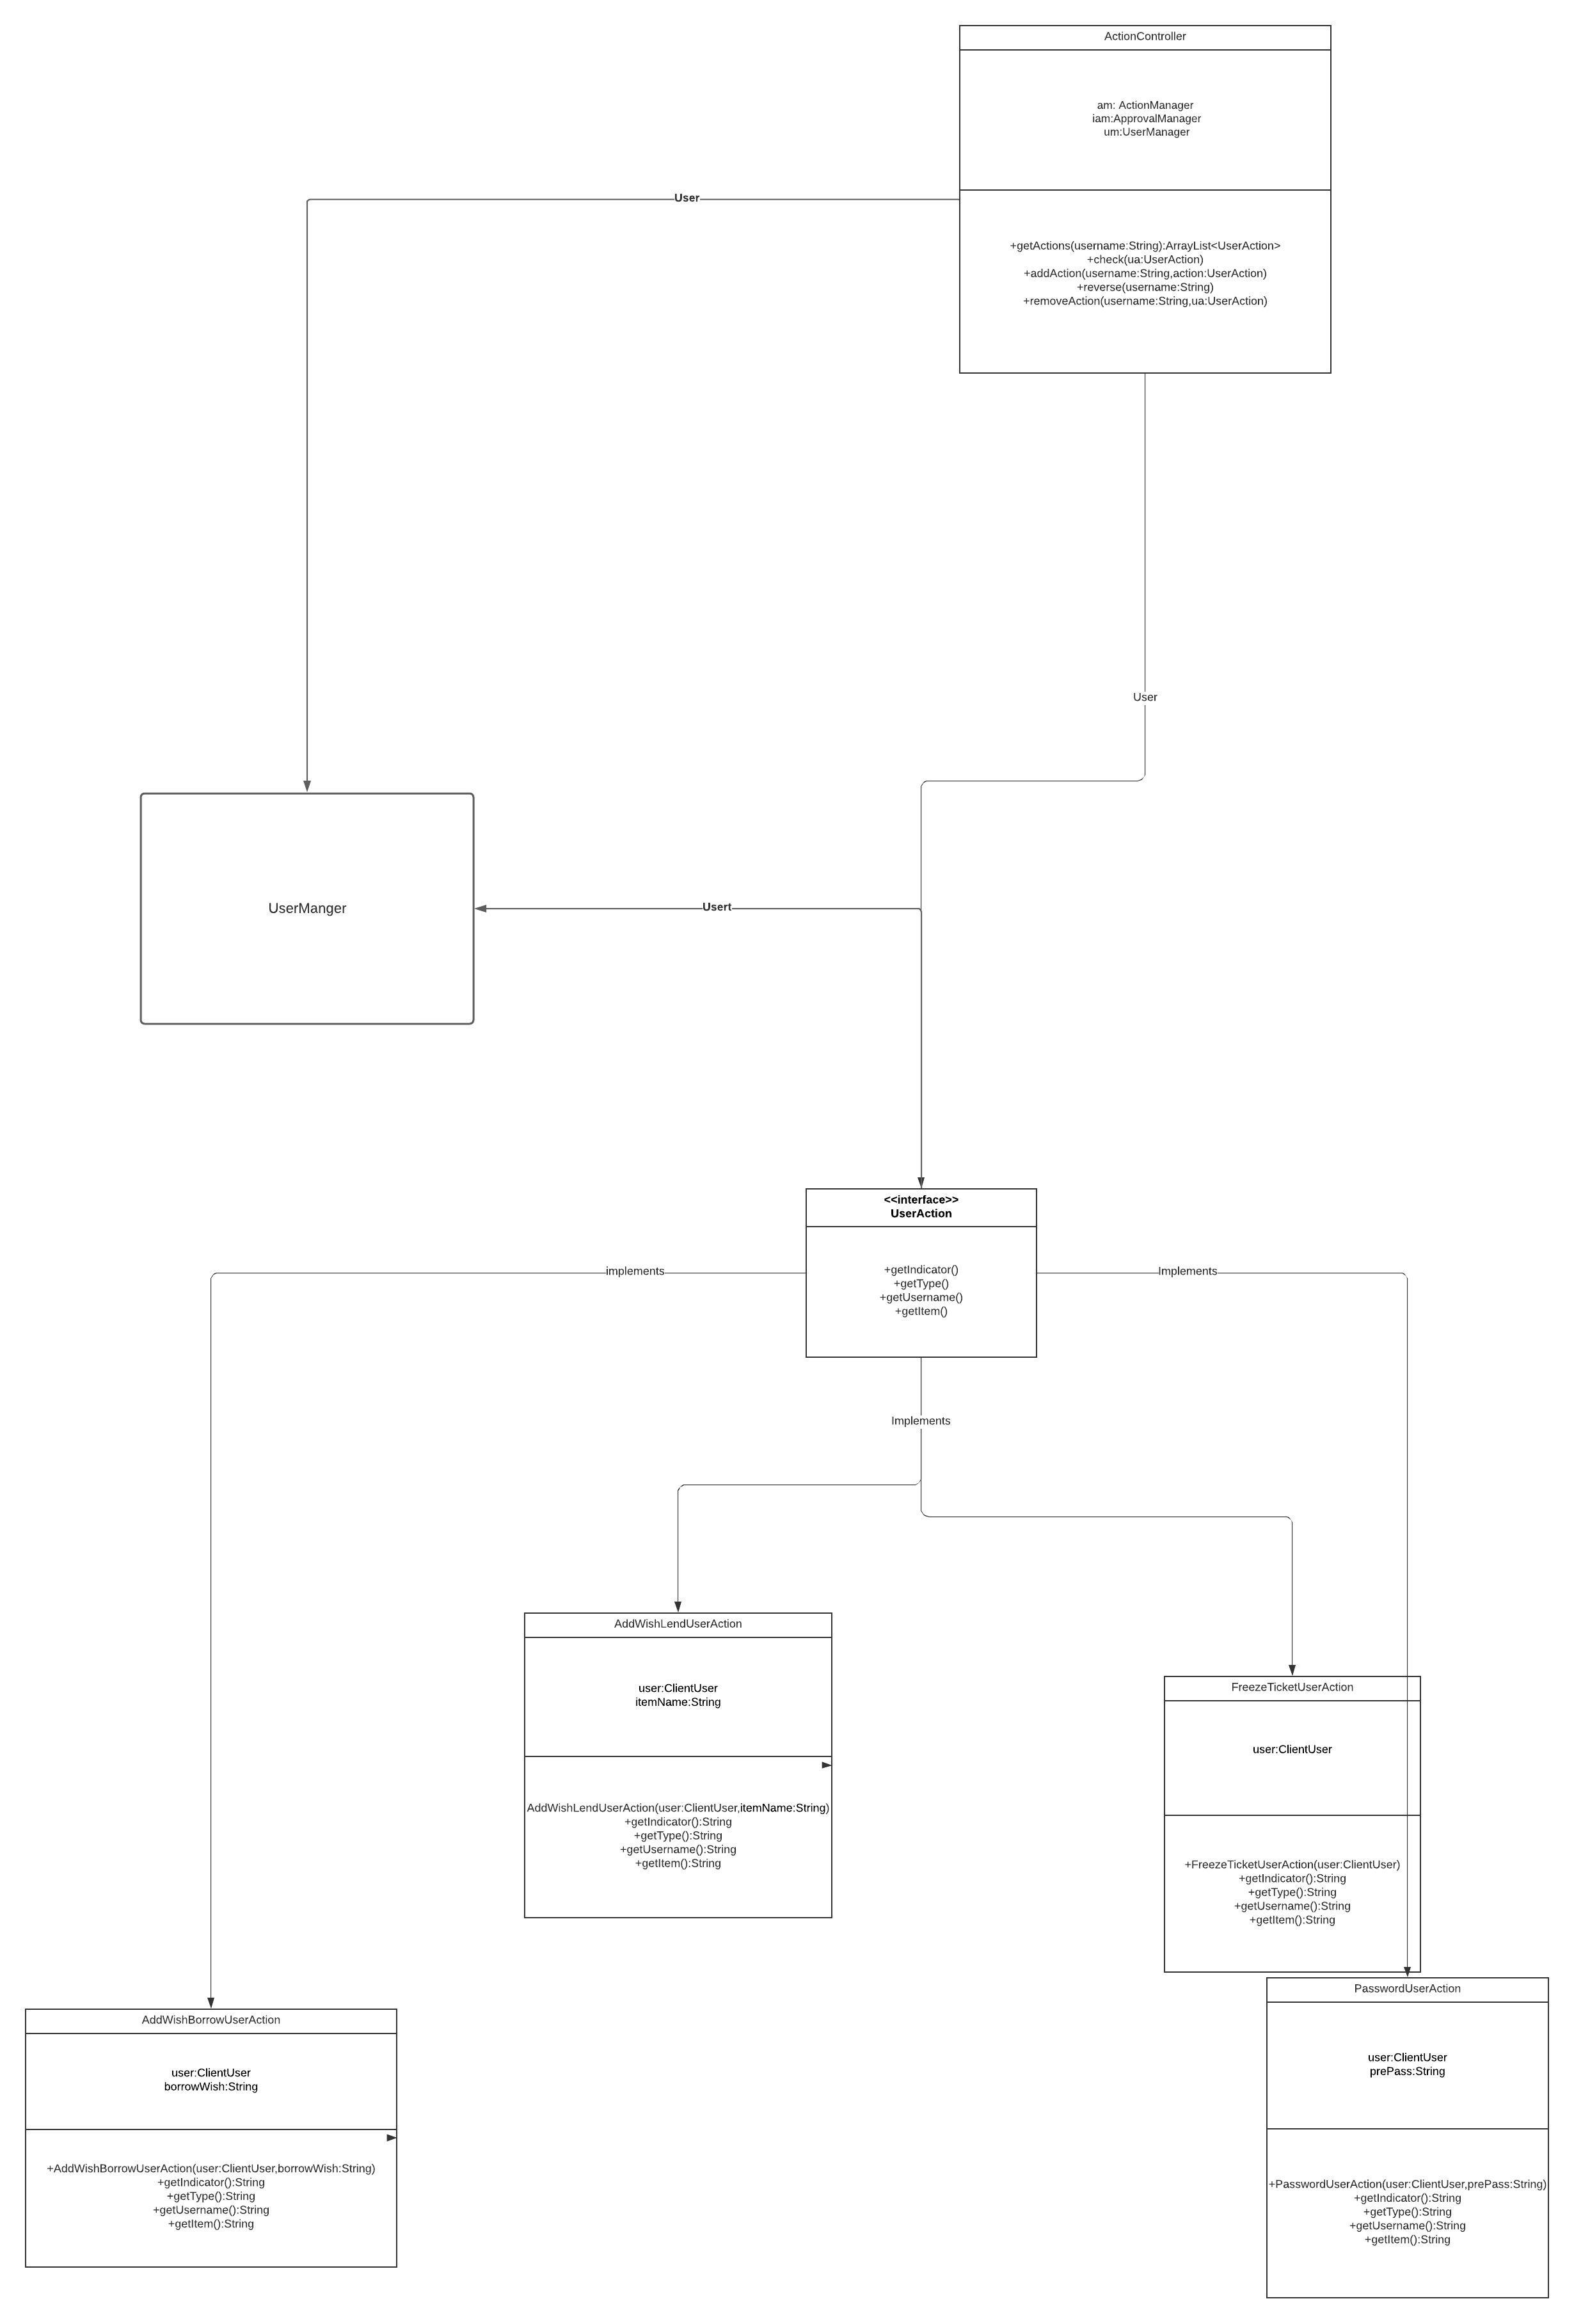 ActionController
am: ActionManager
iam:ApprovalManager
um:UserManager
User
+getActions(username:String):ArrayList<UserAction>
+check(ua:UserAction)
+addAction(username:String,action:UserAction)
+reverse(username:String)
+removeAction(username:String,ua:UserAction)
User
UserManger
Usert
<<interface>>
UserAction
+getIndicator()
+getType()
+getUsername()
+getItem()
implements
Implements
Implements
AddWishLendUserAction
user:ClientUser
itemName:String
AddWishLendUserAction(user:ClientUser,itemName:String)
+getIndicator():String
+getType():String
+getUsername():String
+getItem():String
FreezeTicketUserAction
user:ClientUser
+FreezeTicketUserAction(user:ClientUser)
+getIndicator():String
+getType():String
+getUsername():String
+getItem():String
AddWishBorrowUserAction
user:ClientUser
borrowWish:String
+AddWishBorrowUserAction(user:ClientUser,borrowWish:String)
+getIndicator():String
+getType():String
+getUsername():String
+getItem():String
PasswordUserAction
user:ClientUser
prePass:String
+PasswordUserAction(user:ClientUser,prePass:String)
+getIndicator():String
+getType():String
+getUsername():String
+getItem():String